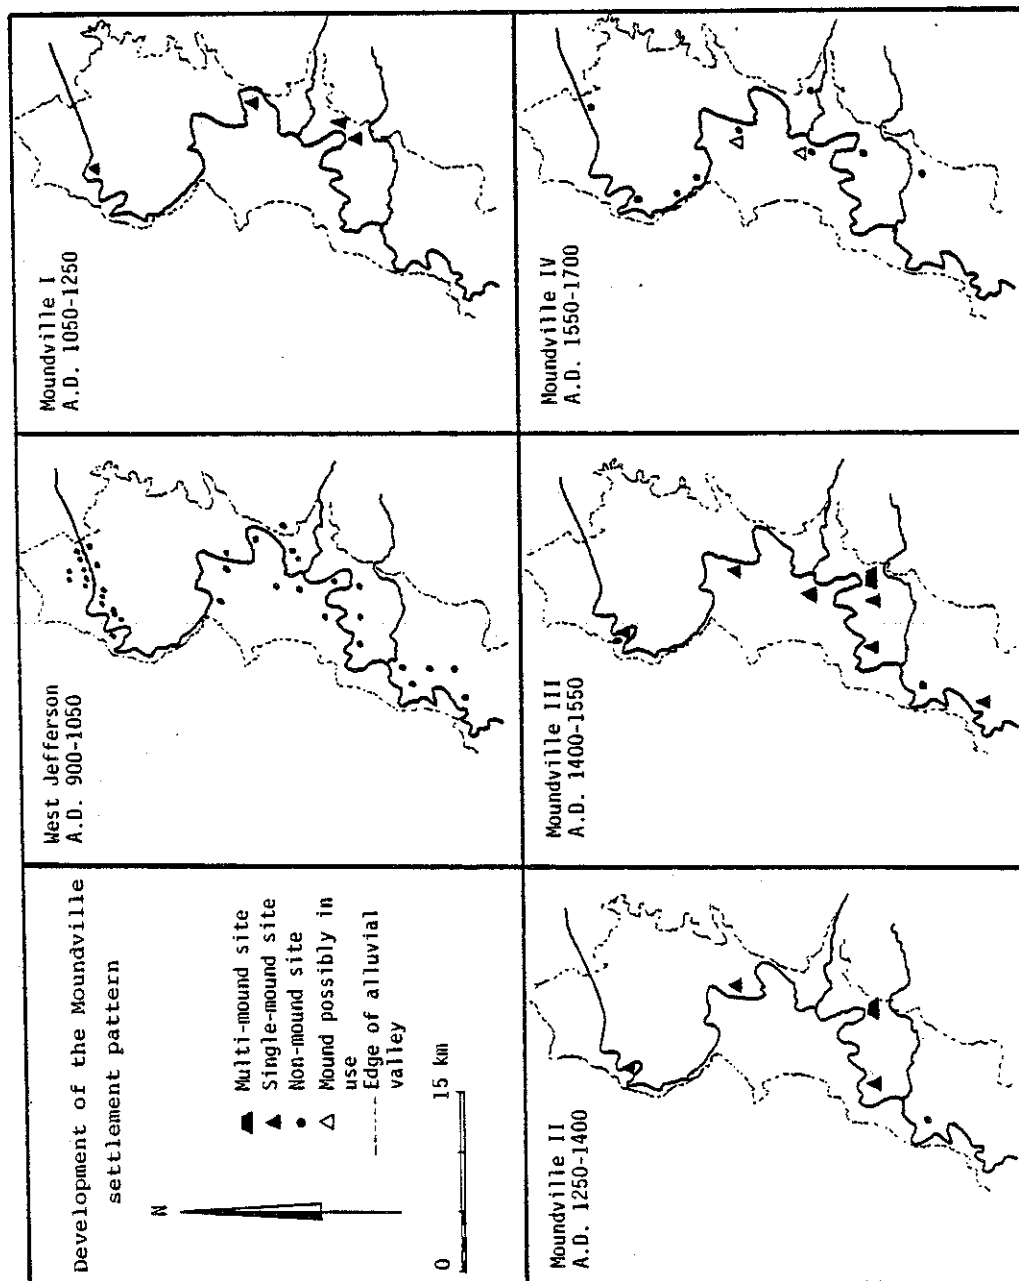 Development of the Moundville
settlement pattern
N
Multi-mound site
Single-mound site
Non-mound site
Mound possibly in
use
Edge of alluvial
valley
0
15 km
West Jefferson
A.D. 900-1050
Moundville I
A.D. 1050-1250
Moundville II
A.D. 1250-1400
Moundville III
A.D. 1400-1550
Moundville IV
A.D. 1550-1700